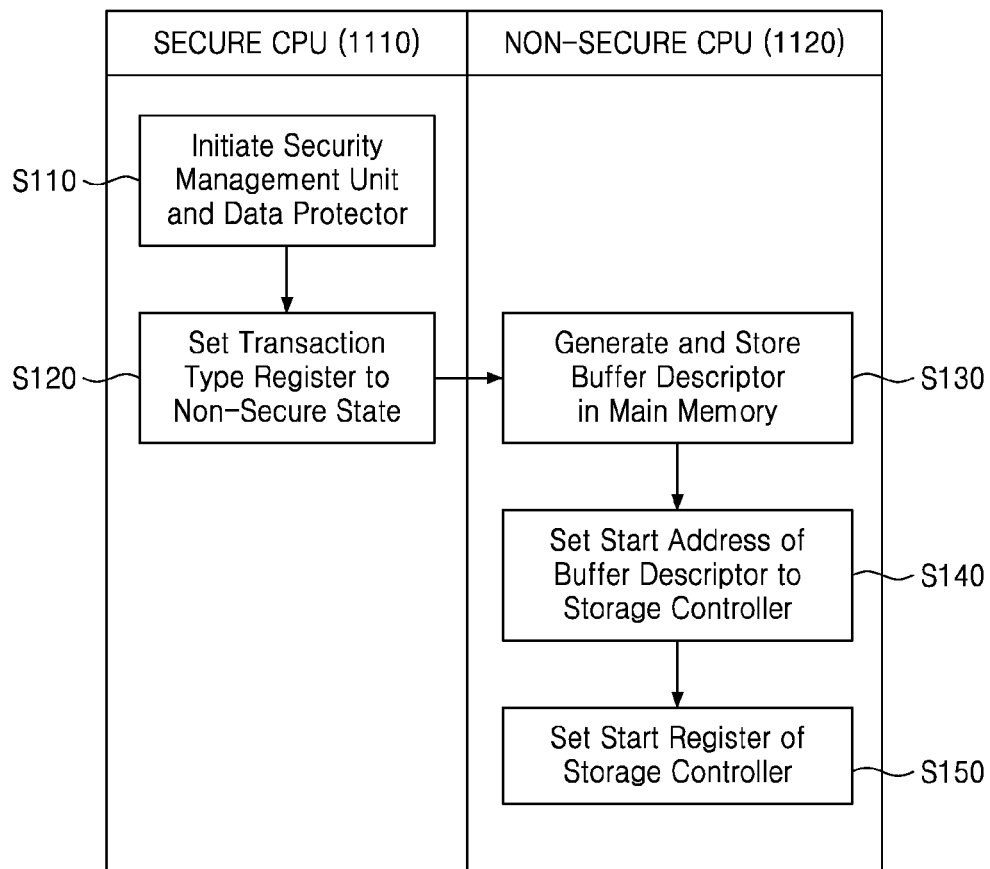 SECURE CPU (1110)
NON-SECURE CPU (1120)
S110
Initiate Security
Management Unit
and Data Protector
S120
Set Transaction
Type Register to
Non-Secure State
Generate and Store
Buffer Descriptor
in Main Memory
S130
Set Start Address of
Buffer Descriptor to
Storage Controller
S140
Set Start Register of
Storage Controller
S150